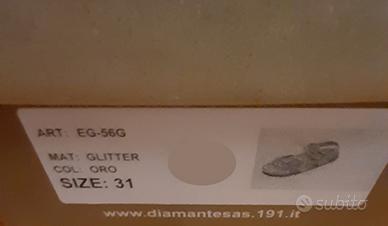 ART: EG-56G
MAT: GLITTER
COL: ORO
SIZE: 31
www.diamantesas.191.it
subito